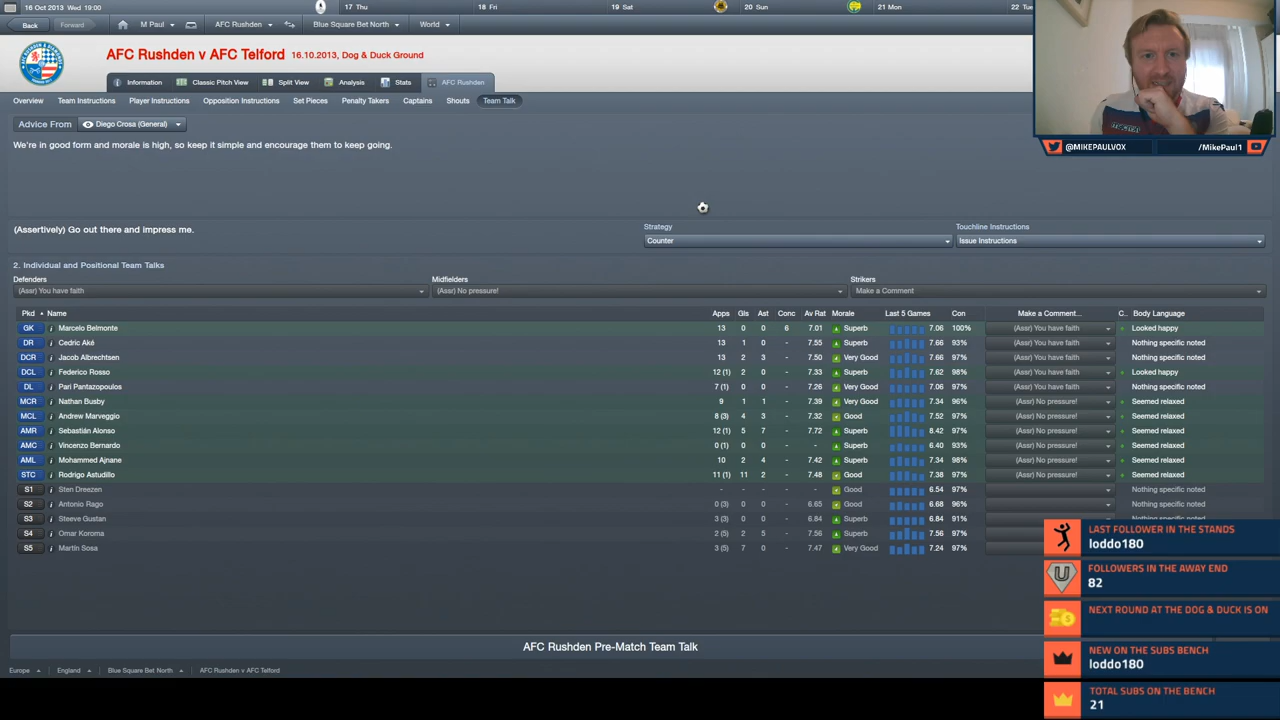 16 Oct 2013 Wed 19:00 17 Thu 18 Fri 19 Sat 20 Sun 21 Mon 22 Tue
Back Forward M Paul AFC Rushden Blue Square Bet North World
AFC Rushden v AFC Telford 16.10.2013, Dog & Duck Ground
Information Classic Pitch View Split View Analysis Stats AFC Rushden
Overview Team Instructions Player Instructions Opposition Instructions Set Pieces Penalty Takers Captains Shouts Team Talk
Advice From Diego Crosa (General)
We're in good form and morale is high, so keep it simple and encourage them to keep going.
@MIKEPAULVOX /MikePaul1
(Assertively) Go out there and impress me.
Strategy Touchline Instructions
Counter Issue Instructions
2. Individual and Positional Team Talks
Defenders Midfielders Strikers
(Assr) You have faith (Assr) No pressure! Make a Comment
Pkd Name Apps Gls Ast Conc Av Rat Morale Last 5 Games Con Make a Comment... C.. Body Language
GK i Marcelo Belmonte 13 0 0 6 7.01 Superb 7.06 100% (Assr) You have faith Looked happy
DR i Cedric Aké 13 1 0 - 7.55 Superb 7.66 93% (Assr) You have faith Nothing specific noted
DCR i Jacob Albrechtsen 13 2 3 - 7.50 Very Good 7.66 97% (Assr) You have faith Nothing specific noted
DCL i Federico Rosso 12 (1) 2 0 - 7.33 Superb 7.62 98% (Assr) You have faith Looked happy
DL i Pari Pantazopoulos 7 (1) 0 0 - 7.26 Very Good 7.06 97% (Assr) You have faith Nothing specific noted
MCR i Nathan Busby 9 1 1 - 7.39 Very Good 7.34 96% (Assr) No pressure! Seemed relaxed
MCL i Andrew Marveggio 8 (3) 4 3 - 7.32 Good 7.52 97% (Assr) No pressure! Seemed relaxed
AMR i Sebastián Alonso 12 (1) 5 7 - 7.72 Superb 8.42 97% (Assr) No pressure! Seemed relaxed
AMC i Vincenzo Bernardo 0 (1) - - - - Superb 6.40 93% (Assr) No pressure! Seemed relaxed
AML i Mohammed Ajnane 10 2 4 - 7.42 Superb 7.34 98% (Assr) No pressure! Seemed relaxed
STC i Rodrigo Astudillo 11 (1) 11 2 - 7.48 Good 7.38 97% (Assr) No pressure! Seemed relaxed
S1 i Sten Dreezen - - - - - Good 6.54 97% Nothing specific noted
S2 i Antonio Rago 0 (3) - - - 6.65 Good 6.68 96% Nothing specific noted
S3 i Steeve Gustan 3 (3) 0 0 - 6.84 Superb 6.84 91% Nothing specific noted
S4 i Omar Koroma 2 (5) 2 5 - 7.56 Superb 7.56 97%
S5 i Martin Sosa 3 (5) 7 0 - 7.47 Very Good 7.24 97%
LAST FOLLOWER IN THE STANDS
loddo180
FOLLOWERS IN THE AWAY END
82
NEXT ROUND AT THE DOG & DUCK IS ON
NEW ON THE SUBS BENCH
loddo180
TOTAL SUBS ON THE BENCH
21
AFC Rushden Pre-Match Team Talk
Europe England Blue Square Bet North AFC Rushden v AFC Telford